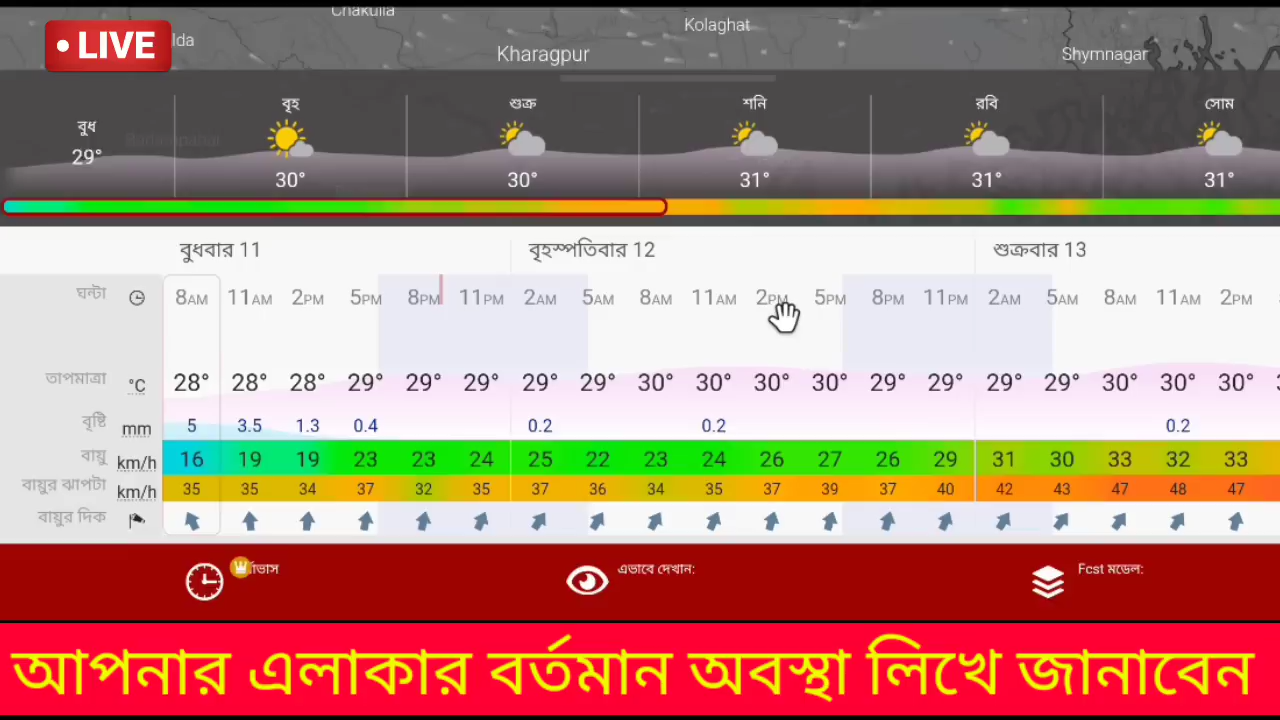 Chakulia
Kolaghat
• LIVE
lda
Kharagpur
Shymnagar
বুধ
বৃহ
শুক্র
শনি
রবি
সোম
29°
30°
30°
31°
31°
31°
বুধবার 11
বৃহস্পতিবার 12
শুক্রবার 13
ঘন্টা 8AM 11AM 2PM 5PM 8PM 11PM 2AM 5AM 8AM 11AM 2PM 5PM 8PM 11PM 2AM 5AM 8AM 11AM 2PM
তাপমাত্রা °C 28° 28° 28° 29° 29° 29° 29° 29° 30° 30° 30° 30° 29° 29° 29° 29° 30° 30° 30°
বৃষ্টি mm 5 3.5 1.3 0.4 0.2 0.2 0.2
বায়ু km/h 16 19 19 23 23 24 25 22 23 24 26 27 26 29 31 30 33 32 33
বায়ুর ঝাপটা km/h 35 35 34 37 32 35 37 36 34 35 37 39 37 40 42 43 47 48 47
বায়ুর দিক
ভাস
এভাবে দেখান:
Fcst মডেল:
আপনার এলাকার বর্তমান অবস্থা লিখে জানাবেন